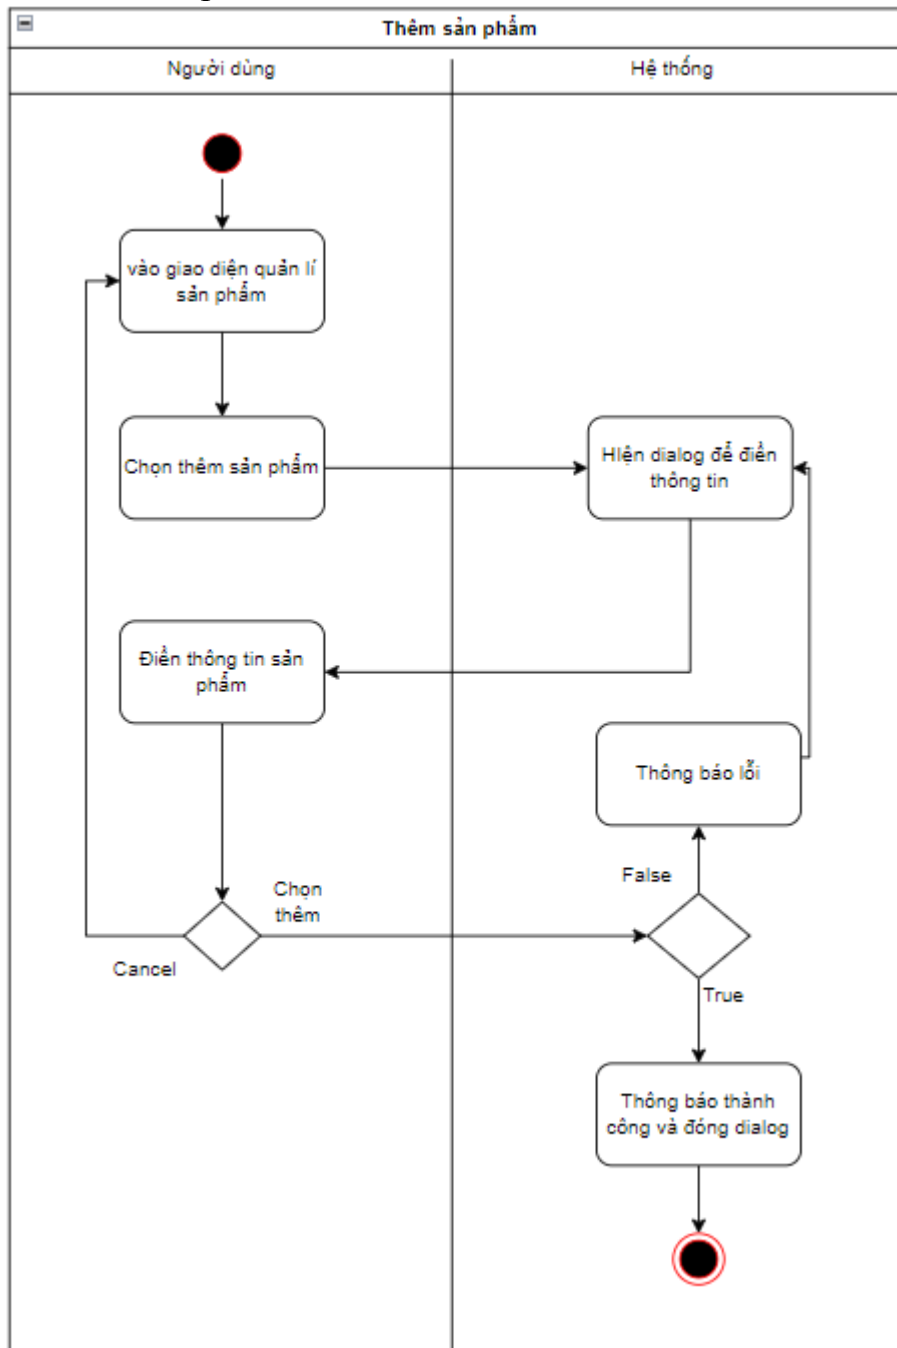 Thêm sản phẩm
Người dùng
Hệ thống
vào giao diện quản lí
sản phẩm
Chọn thêm sản phẩm
HIện dialog để điền
thông tin
Điền thông tin sản
phẩm
Thông báo lỗi
False
Chọn
thêm
Cancel
True
Thông báo thành
công và đóng dialog